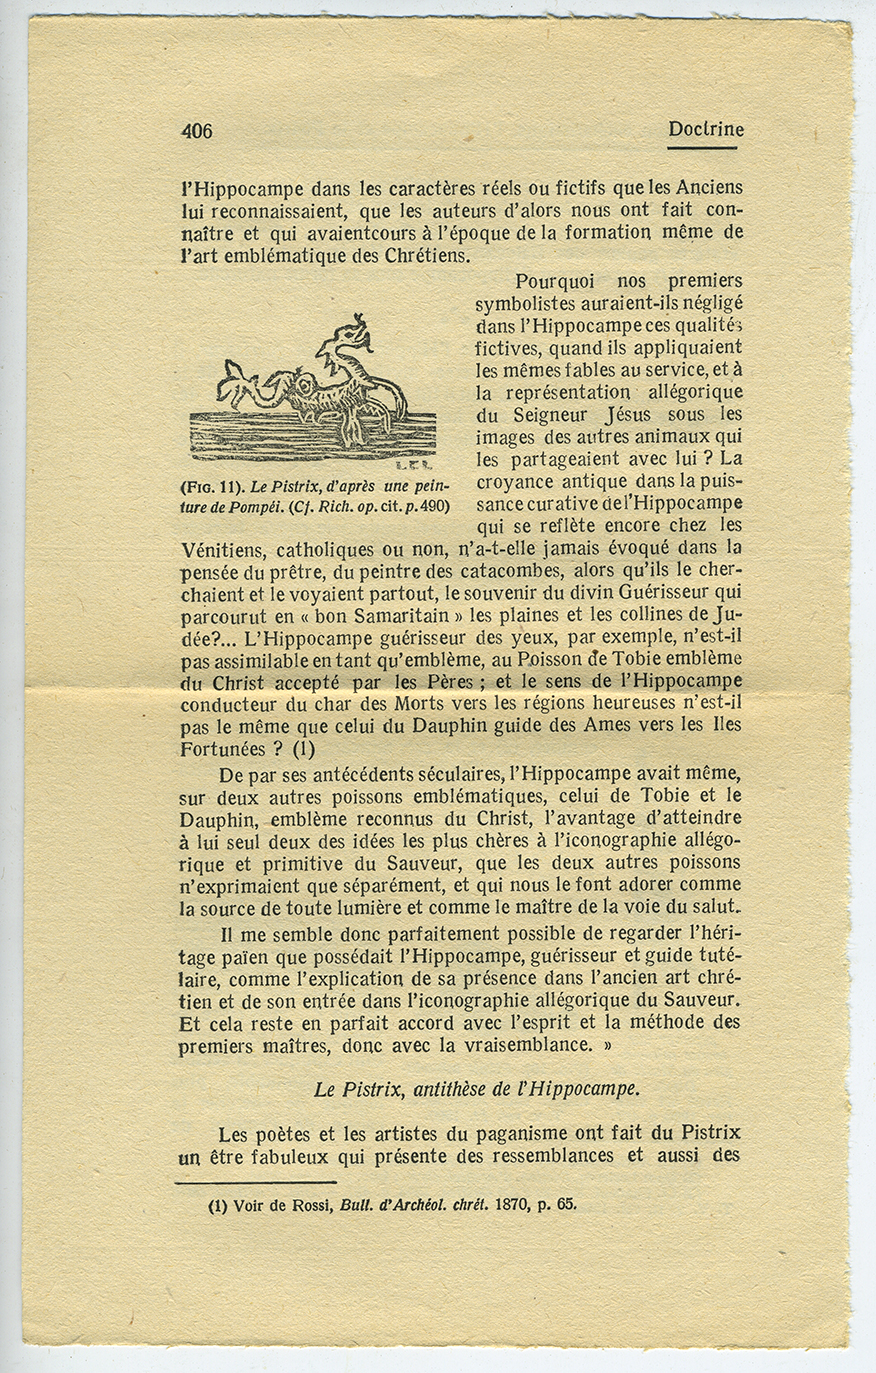 406
Doctrine
l'Hippocampe dans les caractères réels ou fictifs que les Anciens
lui reconnaissaient, que les auteurs d'alors nous ont fait con-
naître et qui avaientcours à l'époque de la formation même de
l'art emblématique des Chrétiens.
Pourquoi nos premiers
symbolistes auraient-ils négligé
dans l'Hippocampe ces qualités
fictives, quand ils appliquaient
les mêmes fables au service, et à
la représentation allégorique
du Seigneur Jésus sous les
images des autres animaux qui
les partageaient avec lui ? La
croyance antique dans la puis-
sance curative de l'Hippocampe
qui se reflète encore chez les
LCL
(FIG. 11). Le Pistrix, d'après une pein-
ture de Pompéi. (Cf. Rich. op. cit. p. 490)
Vénitiens, catholiques ou non, n'a-t-elle jamais évoqué dans la
pensée du prêtre, du peintre des catacombes, alors qu'ils le cher-
chaient et le voyaient partout, le souvenir du divin Guérisseur qui
parcourut en « bon Samaritain » les plaines et les collines de Ju-
dée?... L'Hippocampe guérisseur des yeux, par exemple, n'est-il
pas assimilable en tant qu'emblème, au Poisson de Tobie emblème
du Christ accepté par les Pères ; et le sens de l'Hippocampe
conducteur du char des Morts vers les régions heureuses n'est-il
pas le même que celui du Dauphin guide des Ames vers les Iles
Fortunées ? (1)
De par ses antécédents séculaires, l'Hippocampe avait même,
sur deux autres poissons emblématiques, celui de Tobie et le
Dauphin, emblème reconnus du Christ, l'avantage d'atteindre
à lui seul deux des idées les plus chères à l'iconographie allégo-
rique et primitive du Sauveur, que les deux autres poissons
n'exprimaient que séparément, et qui nous le font adorer comme
la source de toute lumière et comme le maître de la voie du salut.
Il me semble donc parfaitement possible de regarder l'héri-
tage païen que possédait l'Hippocampe, guérisseur et guide tuté-
laire, comme l'explication de sa présence dans l'ancien art chré-
tien et de son entrée dans l'iconographie allégorique du Sauveur.
Et cela reste en parfait accord avec l'esprit et la méthode des
premiers maîtres, donc avec la vraisemblance. »
Le Pistrix, antithèse de l'Hippocampe.
Les poètes et les artistes du paganisme ont fait du Pistrix
un être fabuleux qui présente des ressemblances et aussi des
(1) Voir de Rossi, Bull. d'Archéol. chrét. 1870, p. 65.